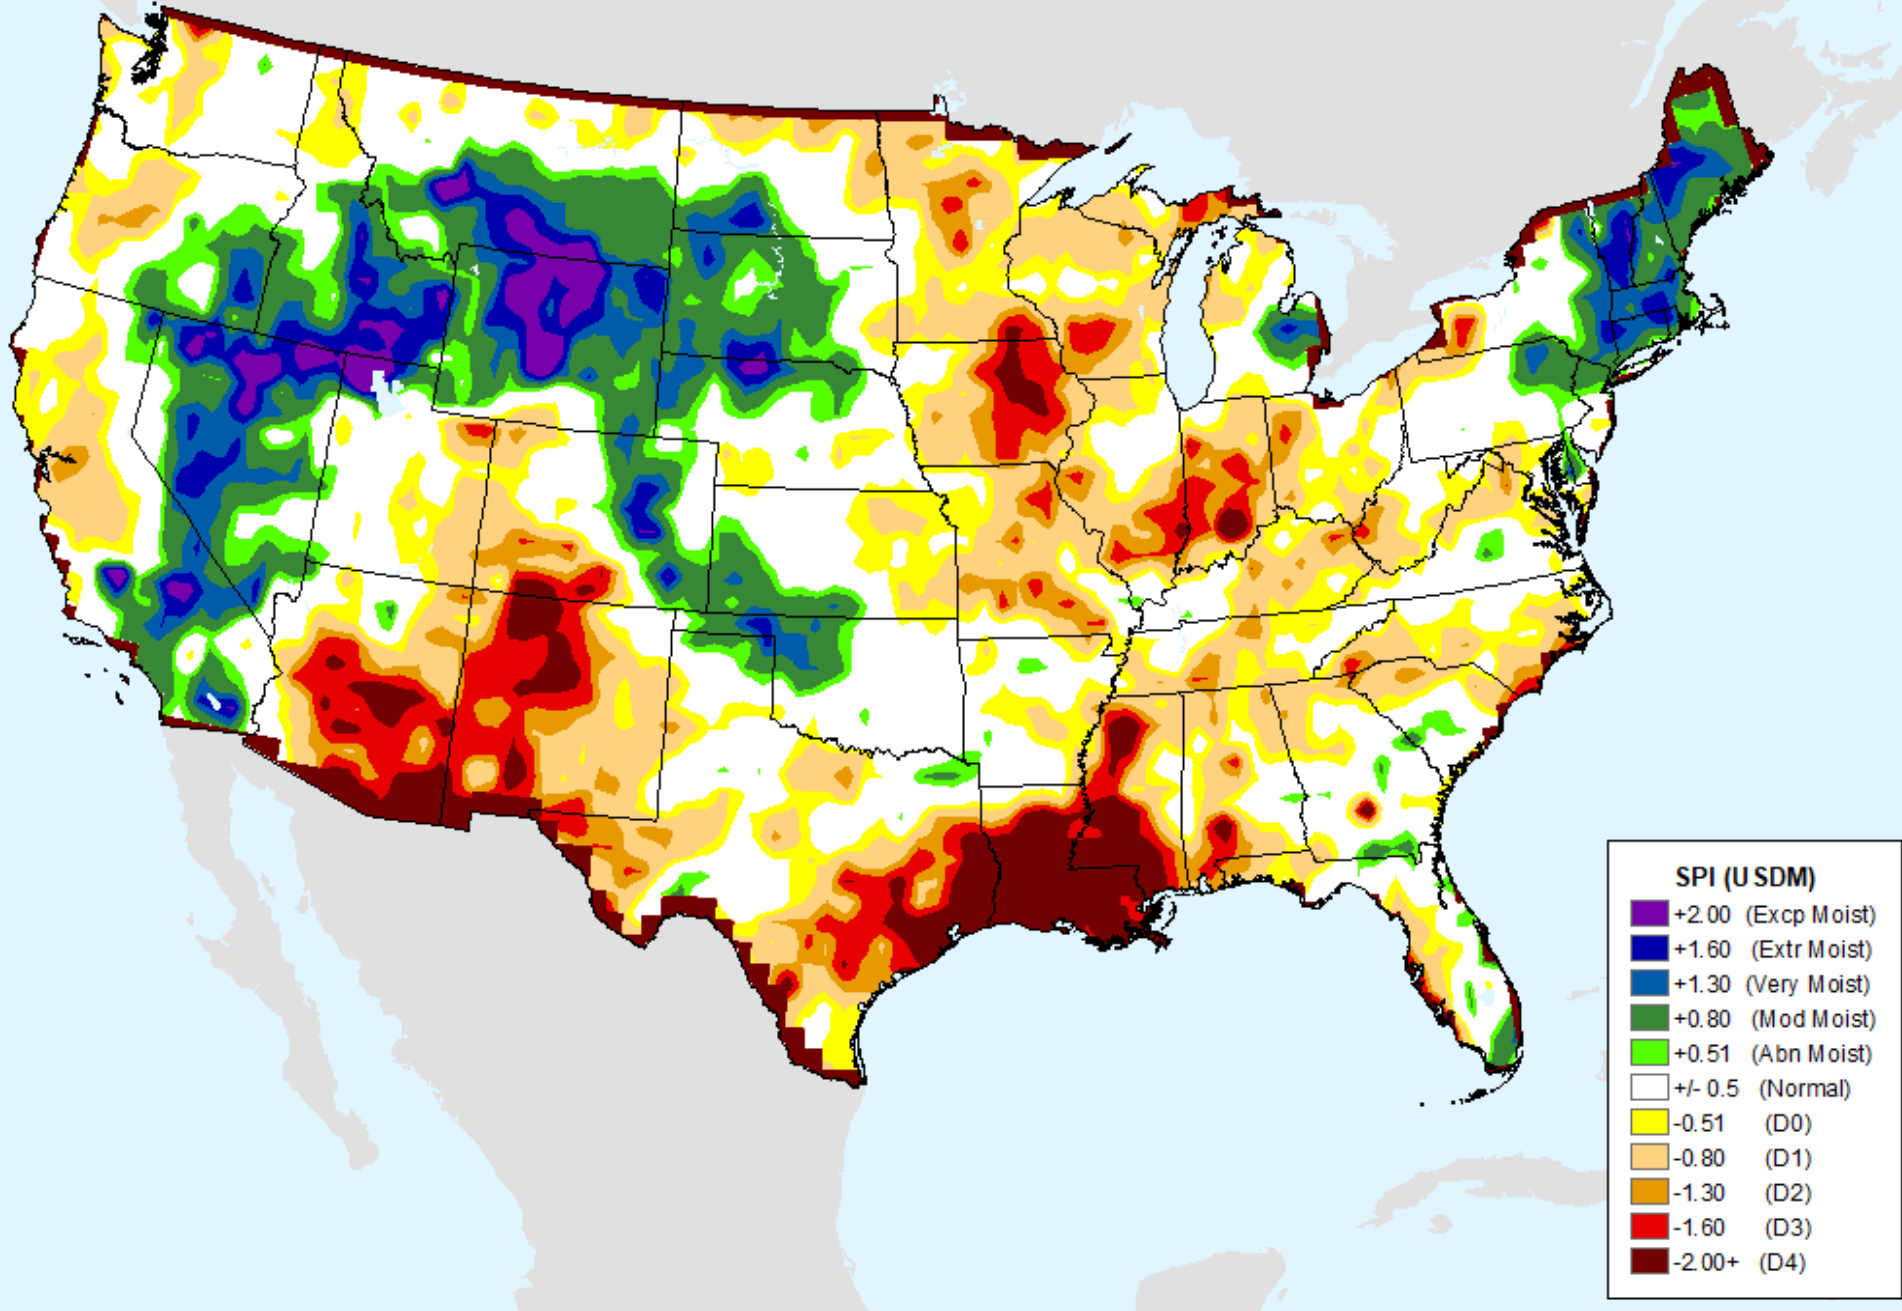 SPI (USDM)
+2.00 (Excp Moist)
+1.60 (Extr Moist)
+1.30 (Very Moist)
+0.80 (Mod Moist)
+0.51 (Abn Moist)
+/- 0.5 (Normal)
-0.51 (D0)
-0.80 (D1)
-1.30 (D2)
-1.60 (D3)
-2.00+ (D4)